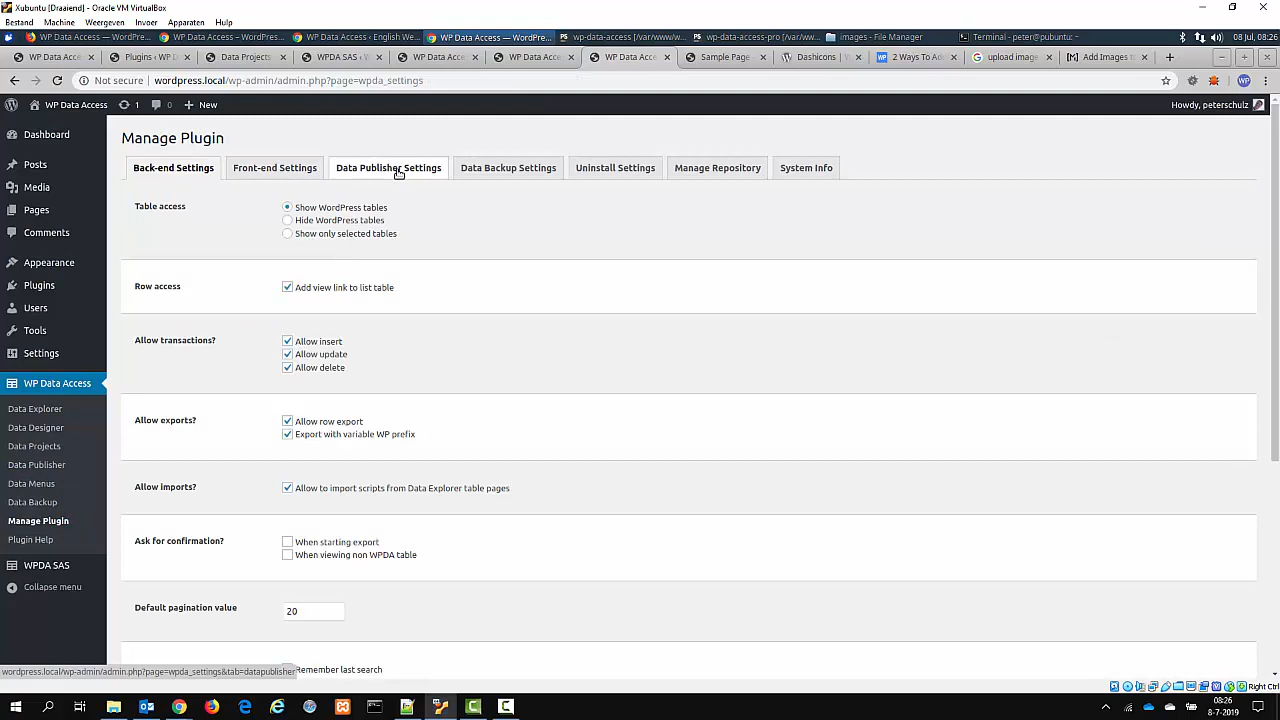 Xubuntu [Draaiend] - Oracle VM VirtualBox
Bestand Machine Weergeven Invoer Apparaten Help
WP Data Access — WordPre... WP Data Access – WordPre... WP Data Access ‹ English We... WP Data Access — WordPre... wp-data-access [/var/www/w... wp-data-access-pro [/var/ww... images - File Manager Terminal - peter@pubuntu: ~ 08 Jul, 08:26
WP Data Acce Plugins ‹ WP D Data Projects WPDA SAS ‹ W WP Data Acce WP Data Acce WP Data Acce Sample Page Dashicons | W 2 Ways To Ad upload image Add Images t
Not secure wordpress.local/wp-admin/admin.php?page=wpda_settings
WP Data Access 1 0 New Howdy, peterschulz
Dashboard
Posts
Media
Pages
Comments
Appearance
Plugins
Users
Tools
Settings
WP Data Access
Data Explorer
Data Designer
Data Projects
Data Publisher
Data Menus
Data Backup
Manage Plugin
Plugin Help
WPDA SAS
Collapse menu
Manage Plugin
Back-end Settings Front-end Settings Data Publisher Settings Data Backup Settings Uninstall Settings Manage Repository System Info
Table access
Show WordPress tables
Hide WordPress tables
Show only selected tables
Row access
Add view link to list table
Allow transactions?
Allow insert
Allow update
Allow delete
Allow exports?
Allow row export
Export with variable WP prefix
Allow imports?
Allow to import scripts from Data Explorer table pages
Ask for confirmation?
When starting export
When viewing non WPDA table
Default pagination value
20
Remember last search
wordpress.local/wp-admin/admin.php?page=wpda_settings&tab=datapublisher
Right Ctrl
08:26
8-7-2019